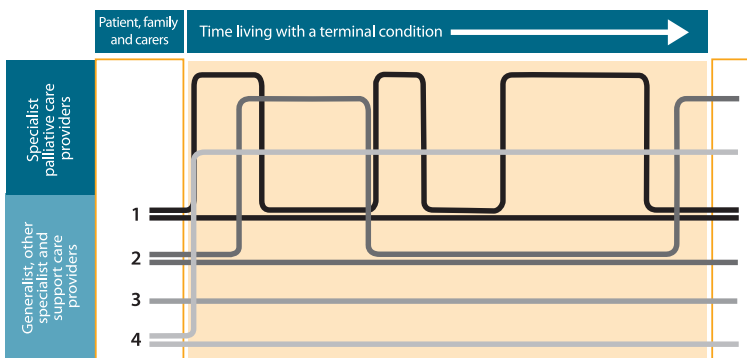 Patient, family
and carers
Time living with a terminal condition
Specialist
palliative care
providers
Generalist, other
specialist and
support care
providers
1
2
3
4